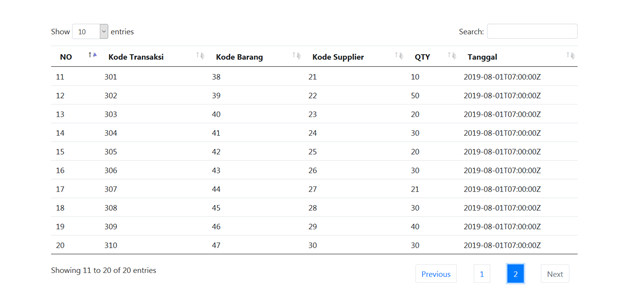 Show 10 entries Search:
NO Kode Transaksi Kode Barang Kode Supplier QTY Tanggal
11 301 38 21 10 2019-08-01T07:00:00Z
12 302 39 22 50 2019-08-01T07:00:00Z
13 303 40 23 20 2019-08-01T07:00:00Z
14 304 41 24 30 2019-08-01T07:00:00Z
15 305 42 25 20 2019-08-01T07:00:00Z
16 306 43 26 30 2019-08-01T07:00:00Z
17 307 44 27 21 2019-08-01T07:00:00Z
18 308 45 28 30 2019-08-01T07:00:00Z
19 309 46 29 40 2019-08-01T07:00:00Z
20 310 47 30 30 2019-08-01T07:00:00Z
Showing 11 to 20 of 20 entries Previous 1 2 Next